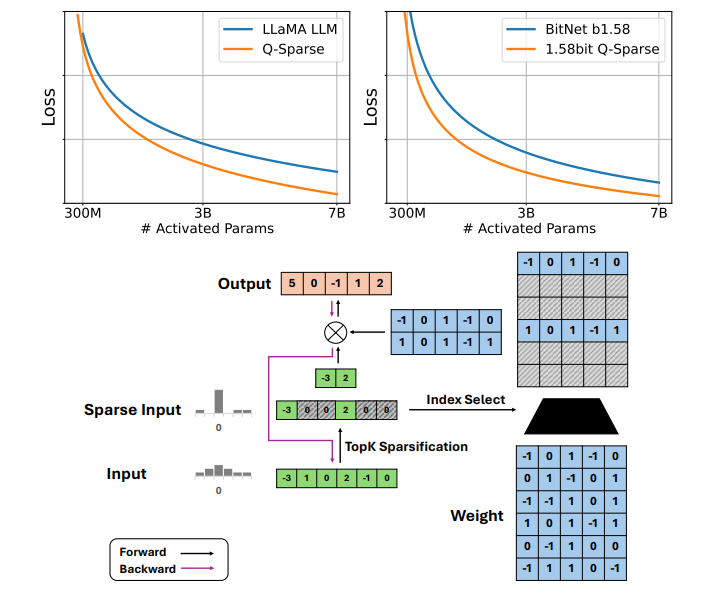 LLaMA LLM
Q-Sparse
Loss
300M 3B 7B
# Activated Params
BitNet b1.58
1.58bit Q-Sparse
Loss
300M 3B 7B
# Activated Params
Output
5 0 -1 1 2
-1 0 1 -1 0
1 0 1 -1 1
-3 2
Sparse Input
0
-3 0 0 2 0 0
Index Select
TopK Sparsification
Input
0
-3 1 0 2 -1 0
-1 0 1 -1 0
1 0 1 -1 1
Weight
-1 0 1 -1 0
0 1 -1 0 1
-1 -1 1 0 1
1 0 1 -1 1
0 -1 1 0 0
-1 1 1 0 -1
Forward
Backward